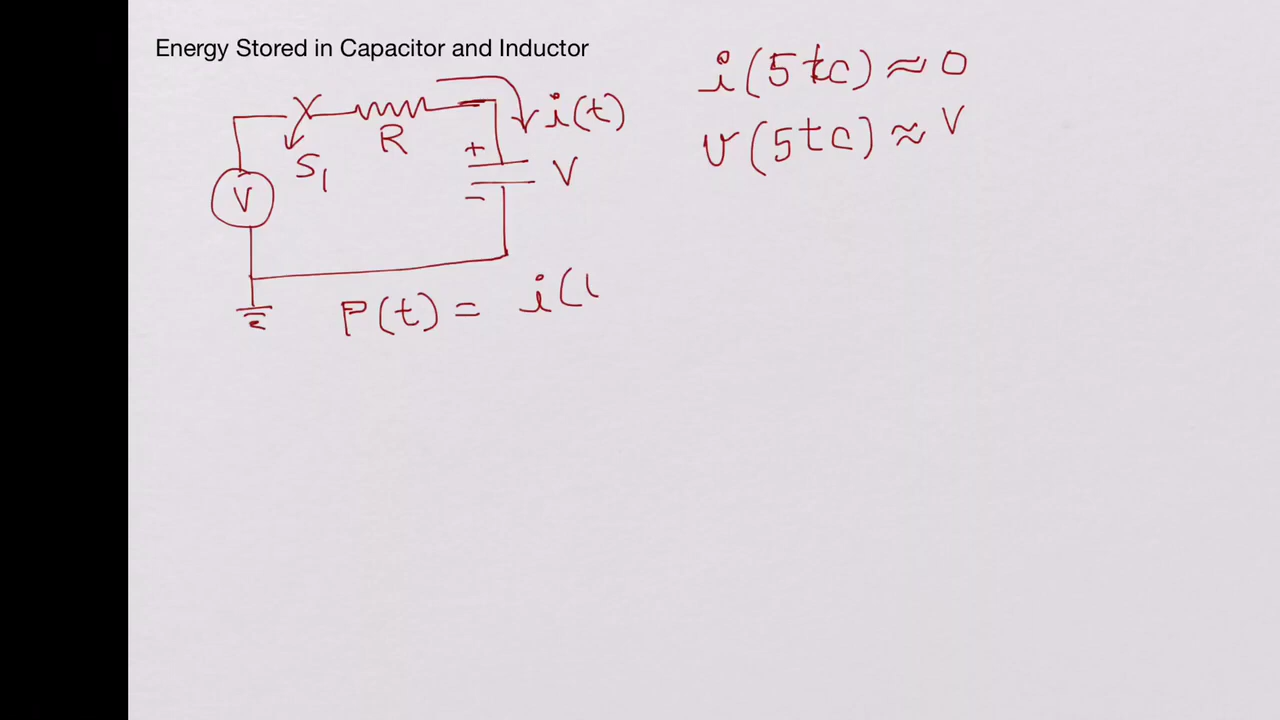 Energy Stored in Capacitor and Inductor
i(5tc) ≈ 0
v(5tc) ≈ V
i(t)
R
S1
+
V
V
−
P(t) = i(